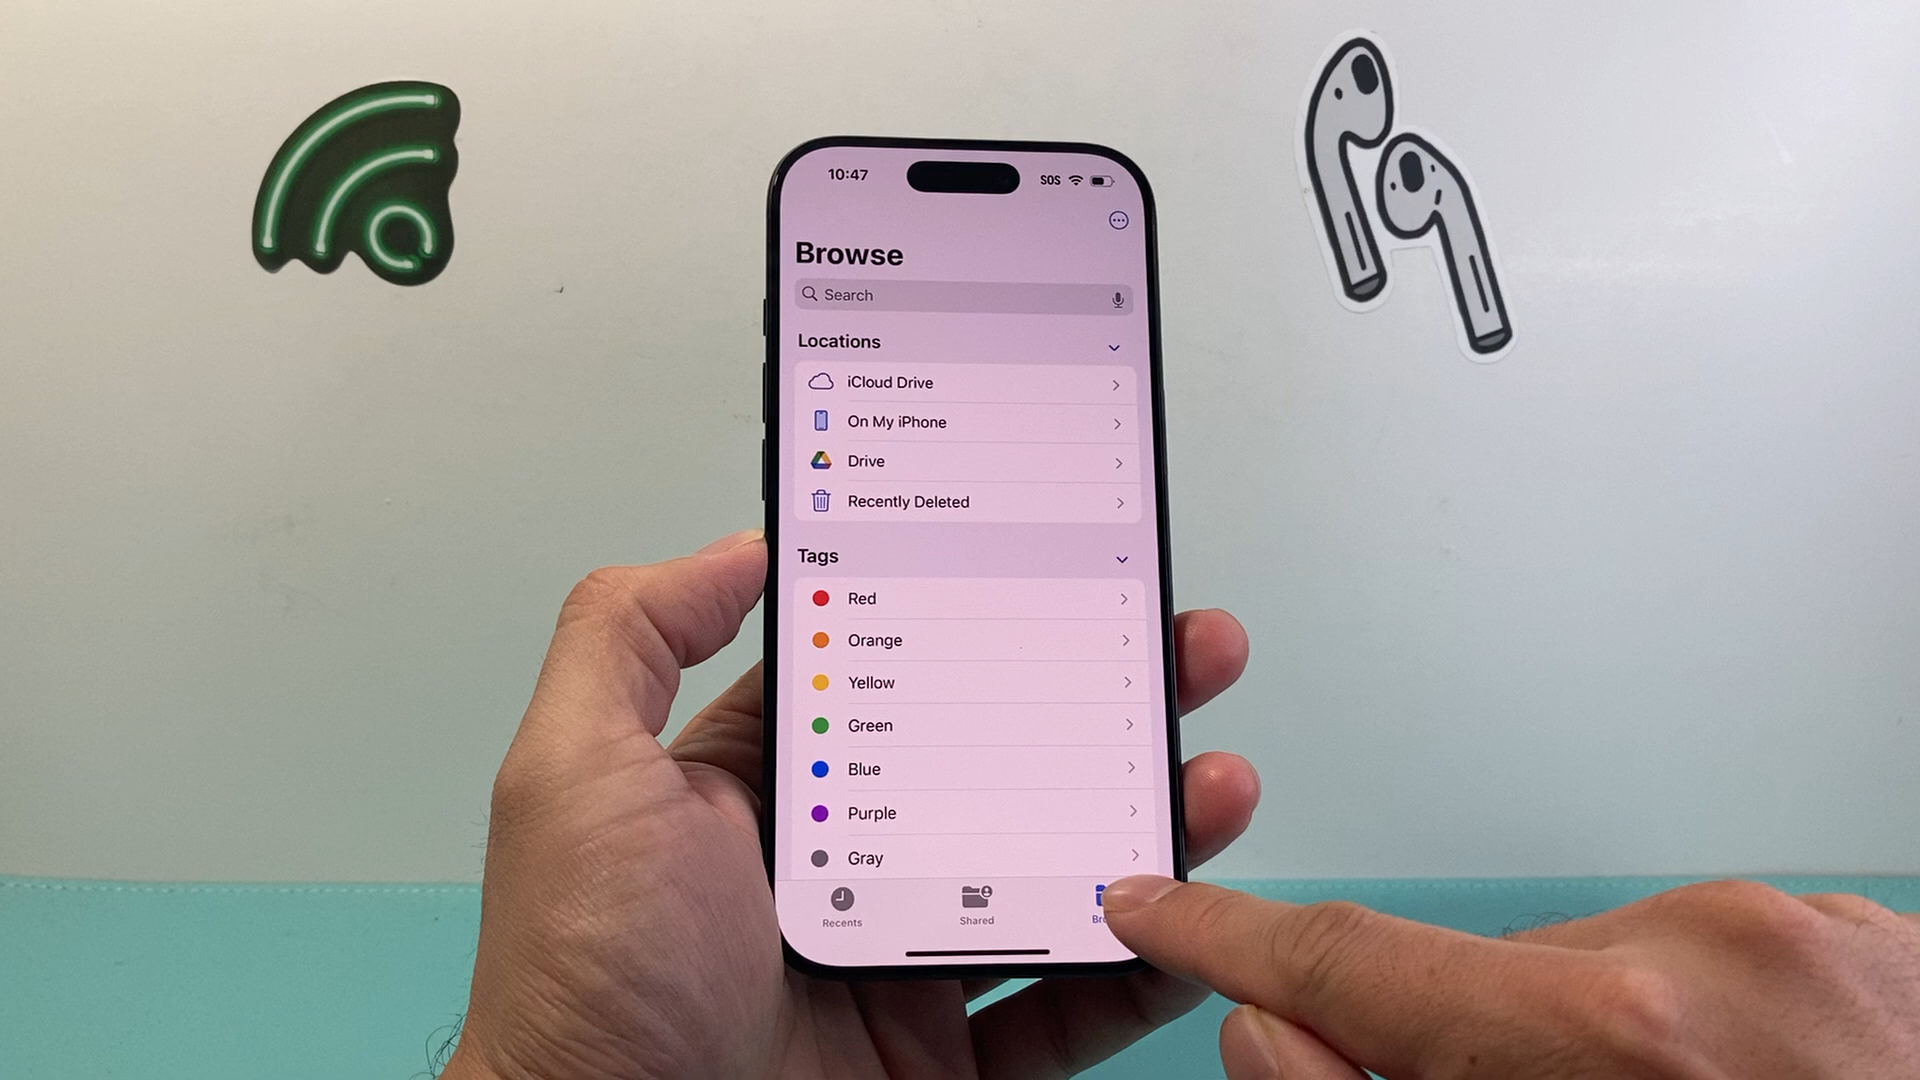 10:47
SOS
Browse
Search
Locations
iCloud Drive
On My iPhone
Drive
Recently Deleted
Tags
Red
Orange
Yellow
Green
Blue
Purple
Gray
Recents
Shared